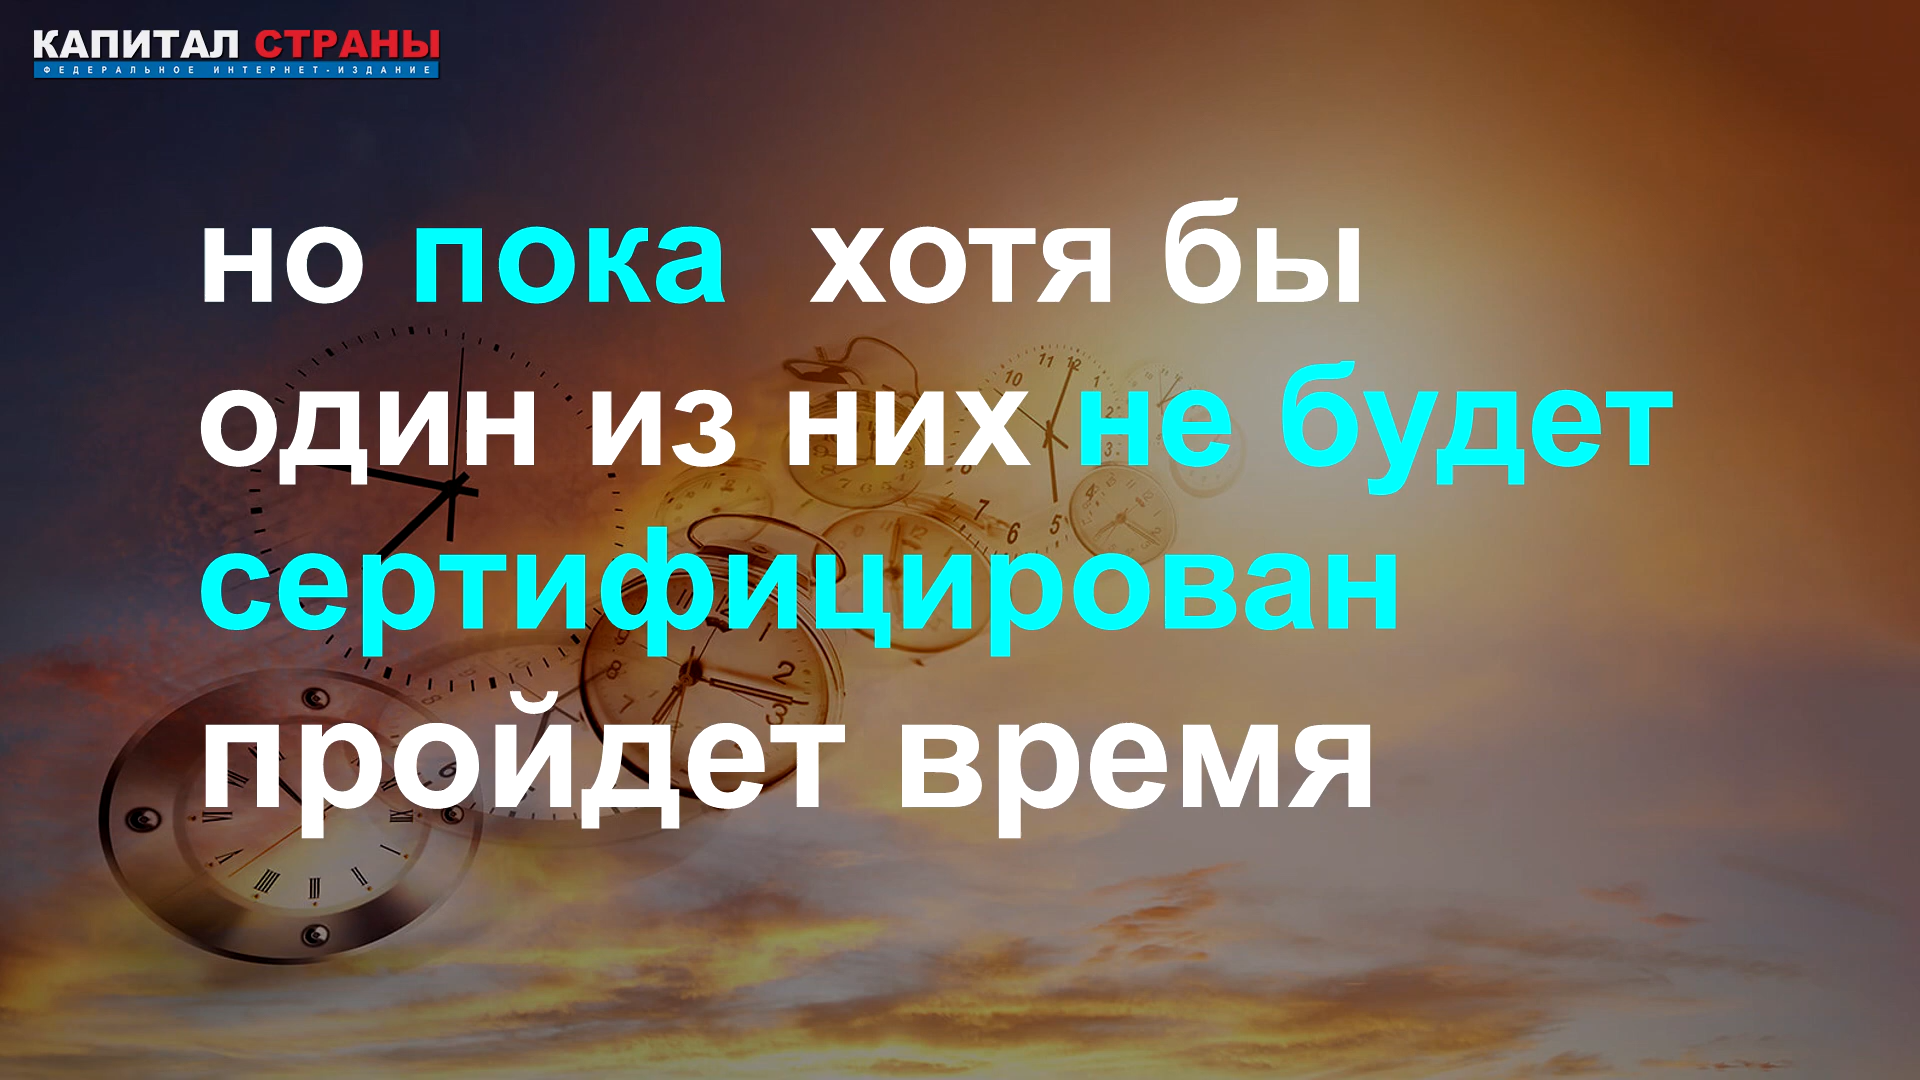 КАПИТАЛ СТРАНЫ
ФЕДЕРАЛЬНОЕ ИНТЕРНЕТ-ИЗДАНИЕ
но пока хотя бы
один из них не будет
сертифицирован
пройдет время